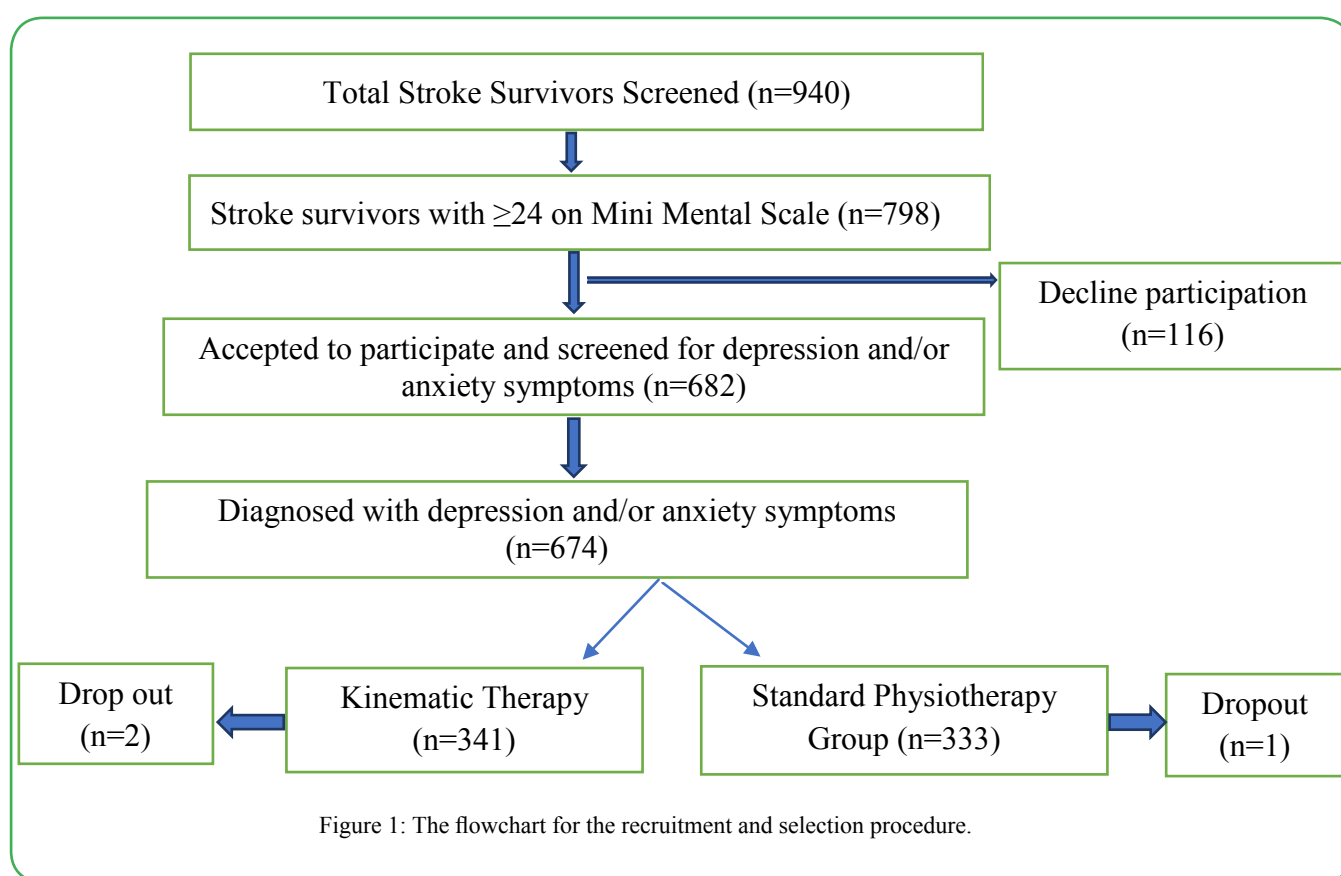 Total Stroke Survivors Screened (n=940)
Stroke survivors with ≥24 on Mini Mental Scale (n=798)
Decline participation
(n=116)
Accepted to participate and screened for depression and/or
anxiety symptoms (n=682)
Diagnosed with depression and/or anxiety symptoms
(n=674)
Drop out
(n=2)
Kinematic Therapy
(n=341)
Standard Physiotherapy
Group (n=333)
Dropout
(n=1)
Figure 1: The flowchart for the recruitment and selection procedure.